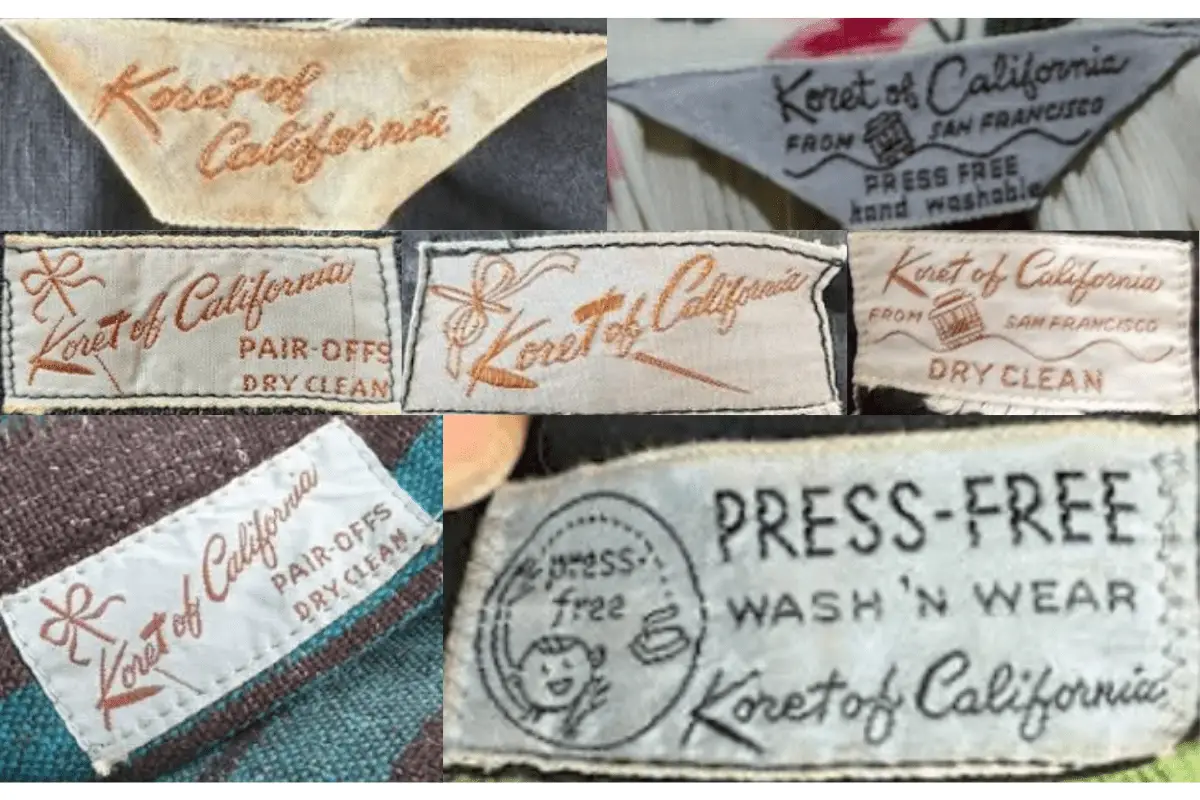 Koret of
California
Koret of California
FROM SAN FRANCISCO
PRESS FREE
hand washable
Koret of California
PAIR-OFFS
DRY CLEAN
Koret of California
Koret of California
FROM SAN FRANCISCO
DRY CLEAN
Koret of California
PAIR-OFFS
DRY CLEAN
press-
free
PRESS-FREE
WASH 'N WEAR
Koret of California